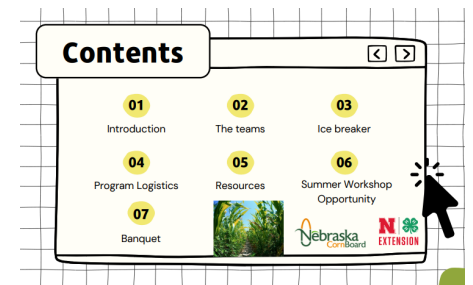 Contents
01
Introduction
02
The teams
03
Ice breaker
04
Program Logistics
05
Resources
06
Summer Workshop
Opportunity
07
Banquet
Nebraska
CornBoard
N
EXTENSION